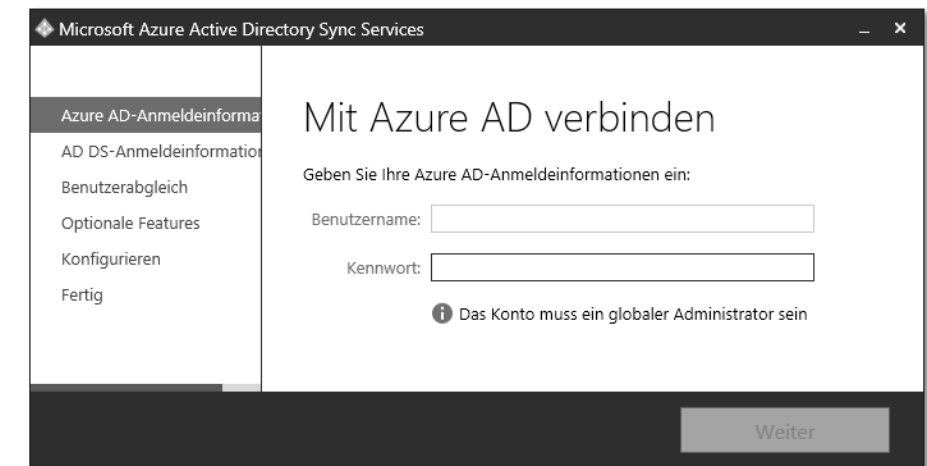 Microsoft Azure Active Directory Sync Services
Azure AD-Anmeldeinforma
AD DS-Anmeldeinformation
Benutzerabgleich
Optionale Features
Konfigurieren
Fertig
Mit Azure AD verbinden
Geben Sie Ihre Azure AD-Anmeldeinformationen ein:
Benutzername:
Kennwort:
Das Konto muss ein globaler Administrator sein
Weiter